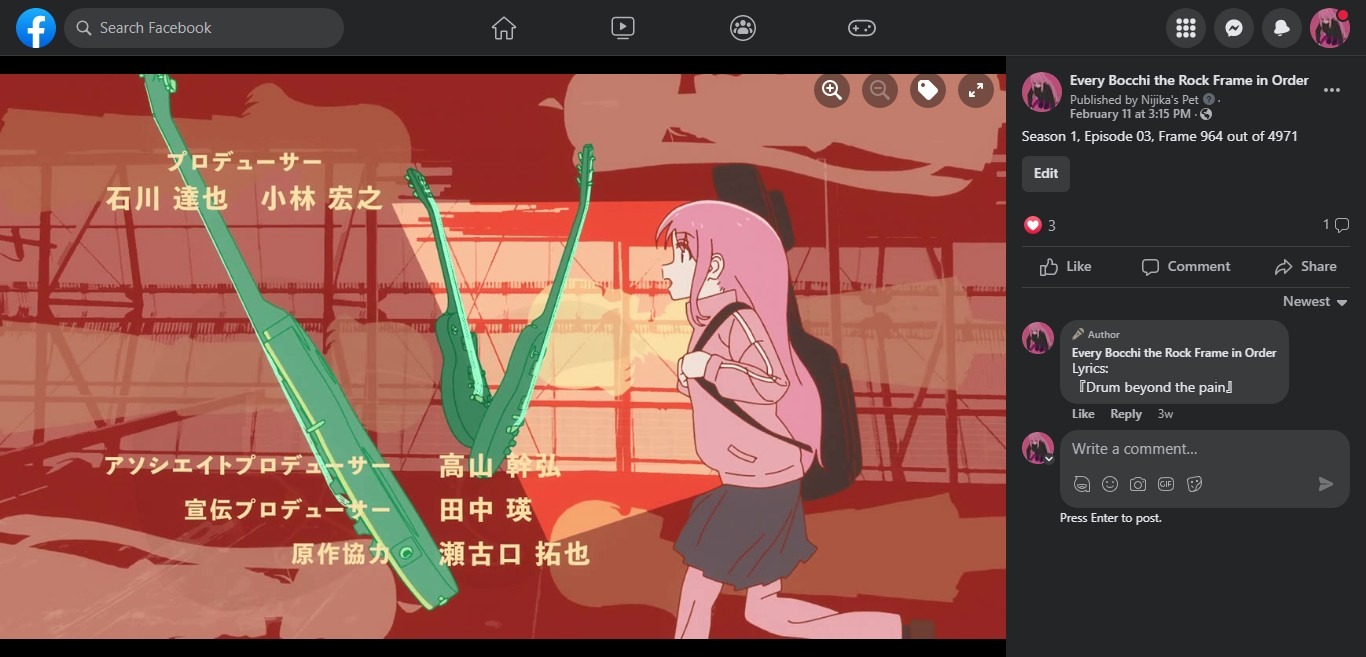 Search Facebook
プロデューサー
石川 達也 小林 宏之
アソシエイトプロデューサー 高山 幹弘
宣伝プロデューサー 田中 瑛
原作協力 瀬古口 拓也
Every Bocchi the Rock Frame in Order
Published by Nijika's Pet ·
February 11 at 3:15 PM ·
Season 1, Episode 03, Frame 964 out of 4971
Edit
3
1
Like Comment Share
Newest
Author
Every Bocchi the Rock Frame in Order
Lyrics:
『Drum beyond the pain』
Like Reply 3w
Write a comment...
GIF
Press Enter to post.